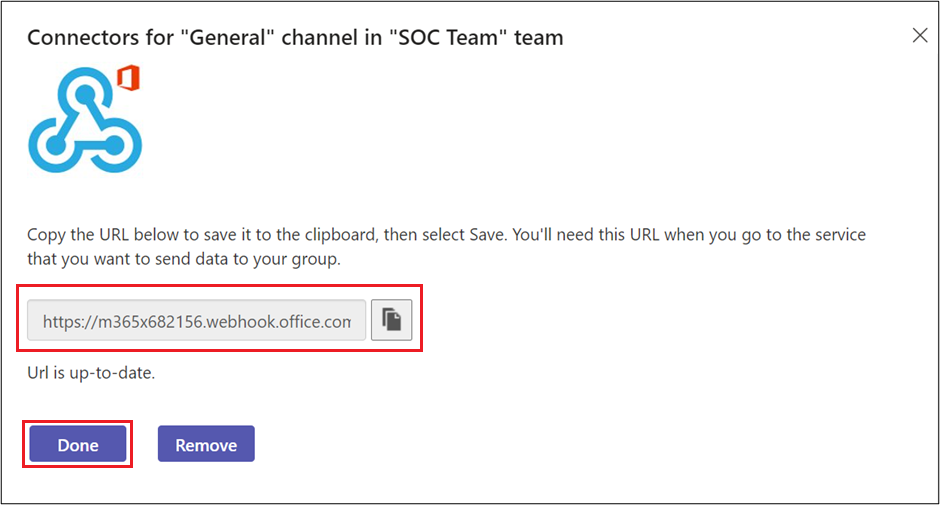 Connectors for "General" channel in "SOC Team" team
Copy the URL below to save it to the clipboard, then select Save. You'll need this URL when you go to the service
that you want to send data to your group.
https://m365x682156.webhook.office.com
Url is up-to-date.
Done
Remove